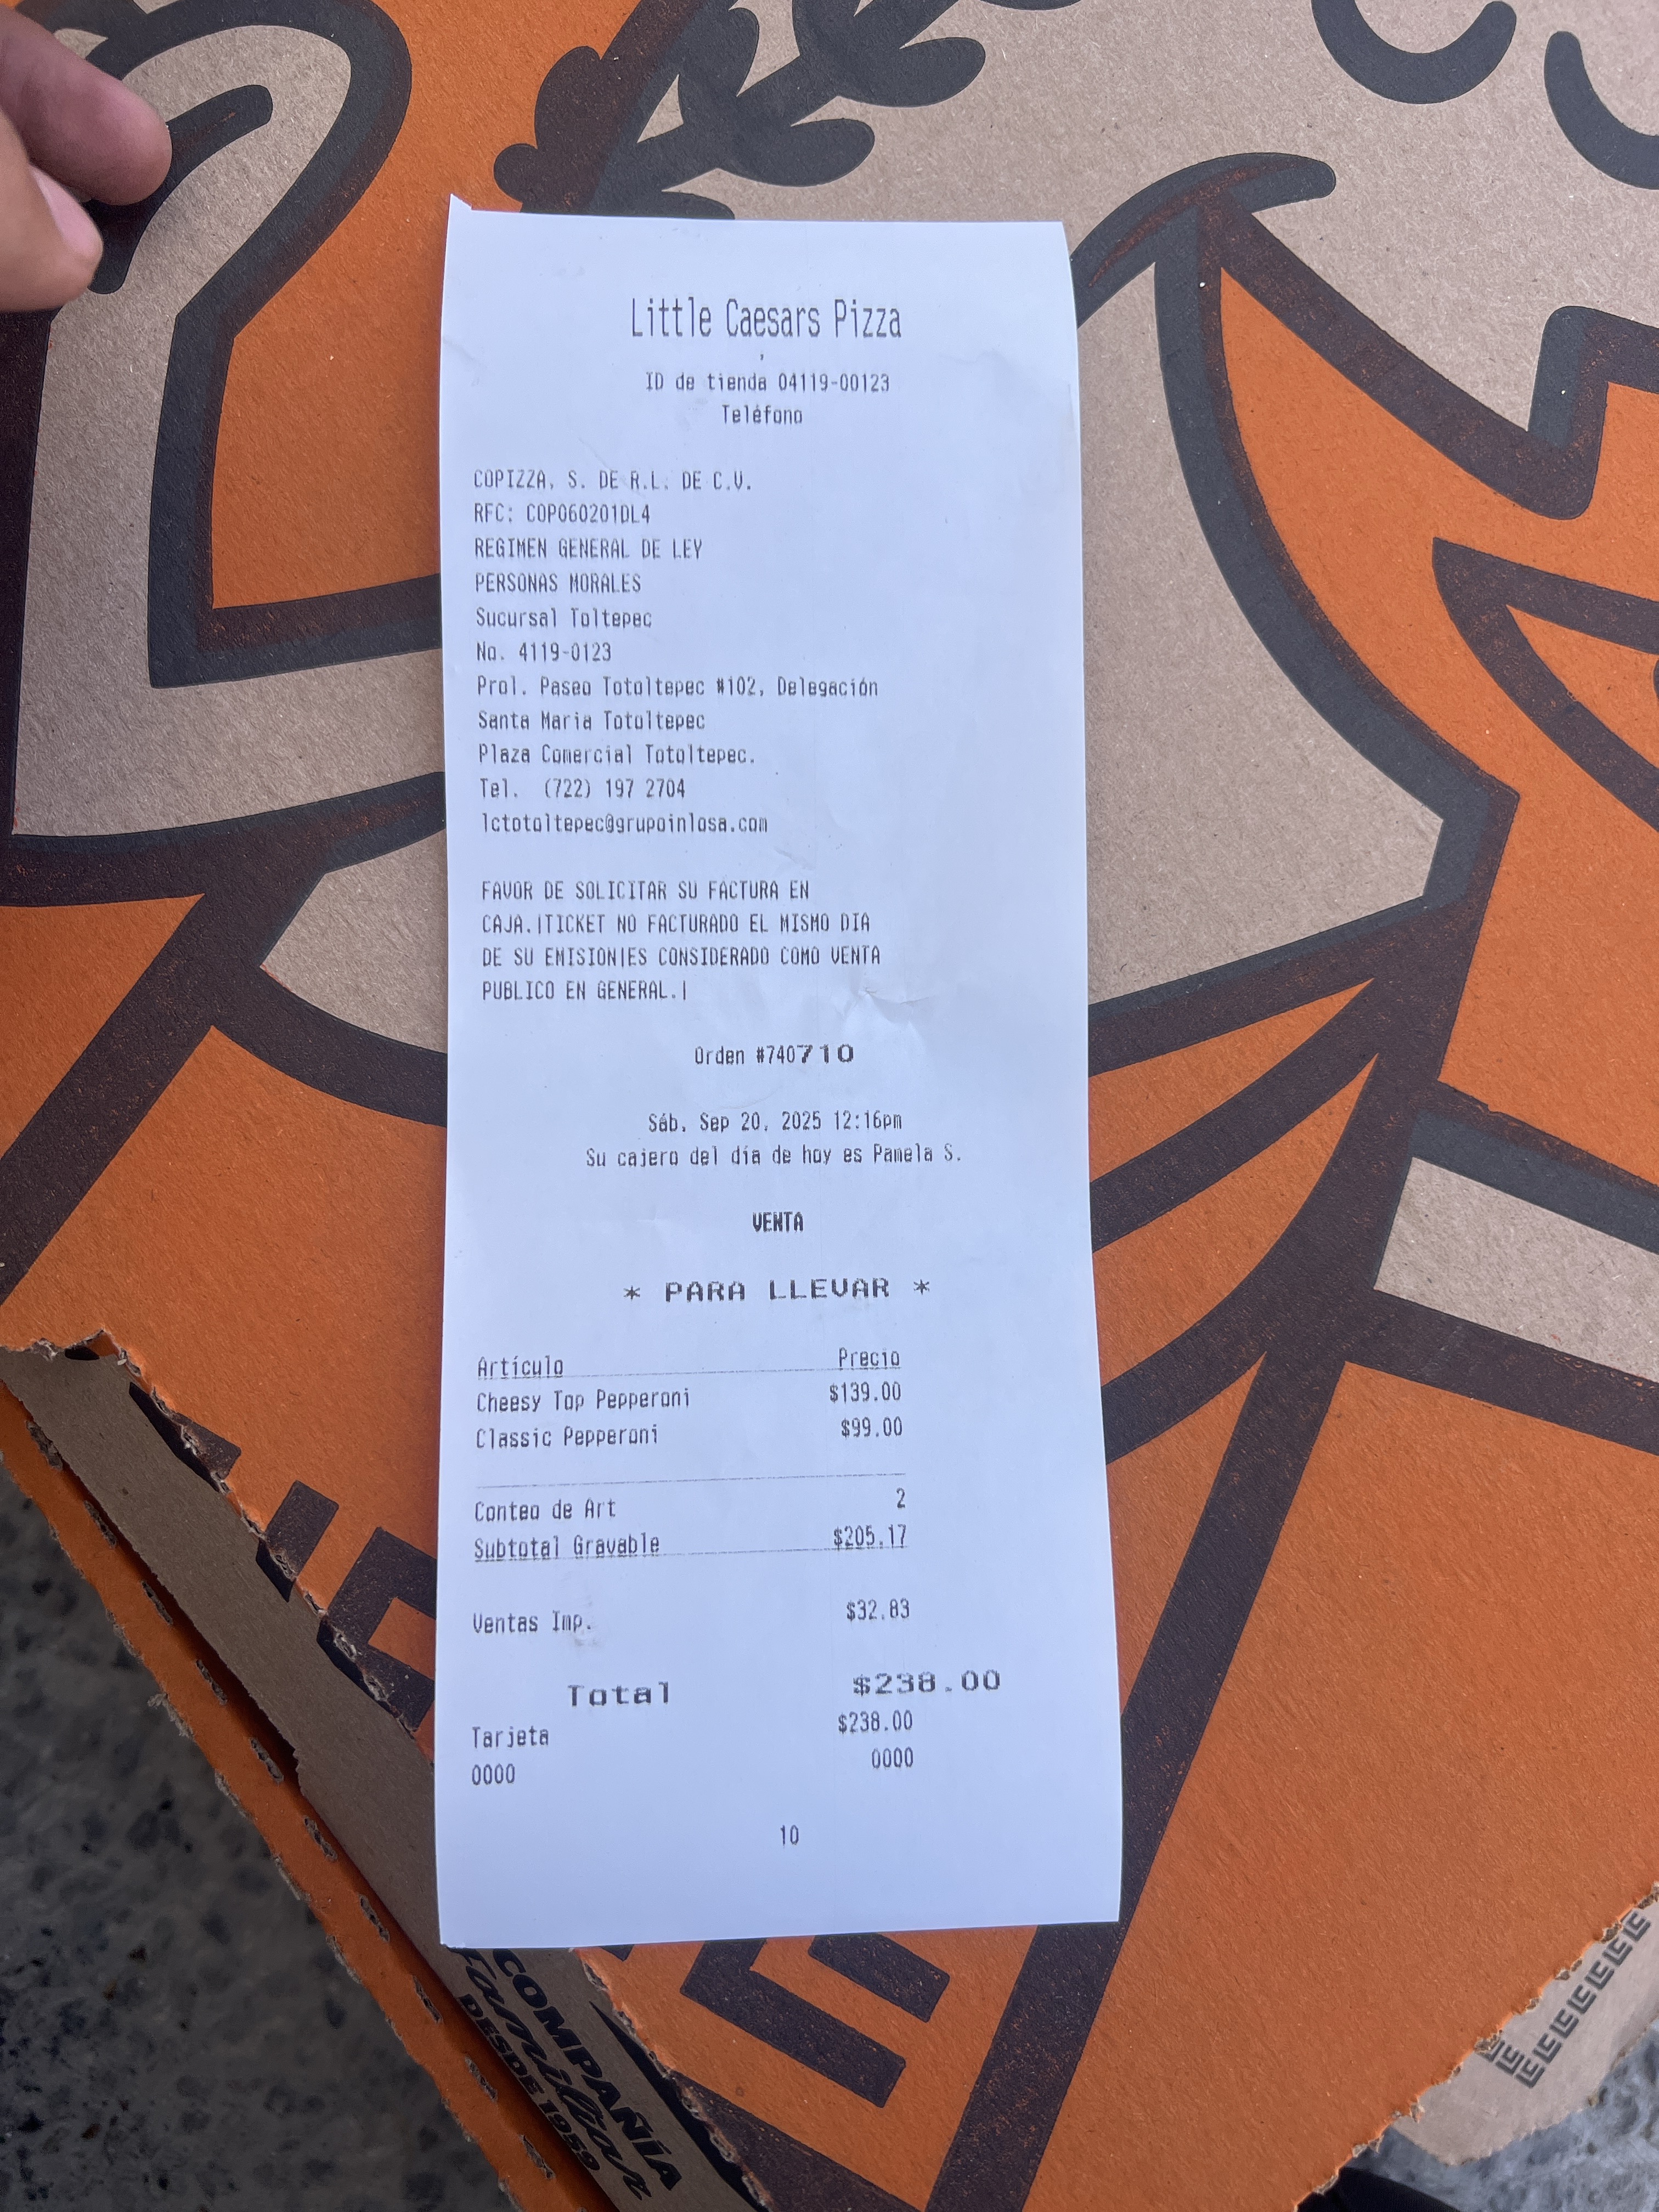 Little Caesars Pizza
,
ID de tienda 04119-00123
Teléfono
COPIZZA, S. DE R.L. DE C.V.
RFC: COP060201DL4
REGIMEN GENERAL DE LEY
PERSONAS MORALES
Sucursal Toltepec
No. 4119-0123
Prol. Paseo Totoltepec #102, Delegación
Santa Maria Totoltepec
Plaza Comercial Totoltepec.
Tel. (722) 197 2704
lctotoltepec@grupoinlosa.com
FAVOR DE SOLICITAR SU FACTURA EN
CAJA.|TICKET NO FACTURADO EL MISMO DIA
DE SU EMISION|ES CONSIDERADO COMO VENTA
PUBLICO EN GENERAL.|
Orden #740710
Sáb, Sep 20, 2025 12:16pm
Su cajero del día de hoy es Pamela S.
VENTA
* PARA LLEVAR *
Artículo Precio
Cheesy Top Pepperoni $139.00
Classic Pepperoni $99.00
Conteo de Art 2
Subtotal Gravable $205.17
Ventas Imp. $32.83
Total $238.00
Tarjeta $238.00
0000 0000
10
COMPAÑÍA
familiar
DESDE 1959